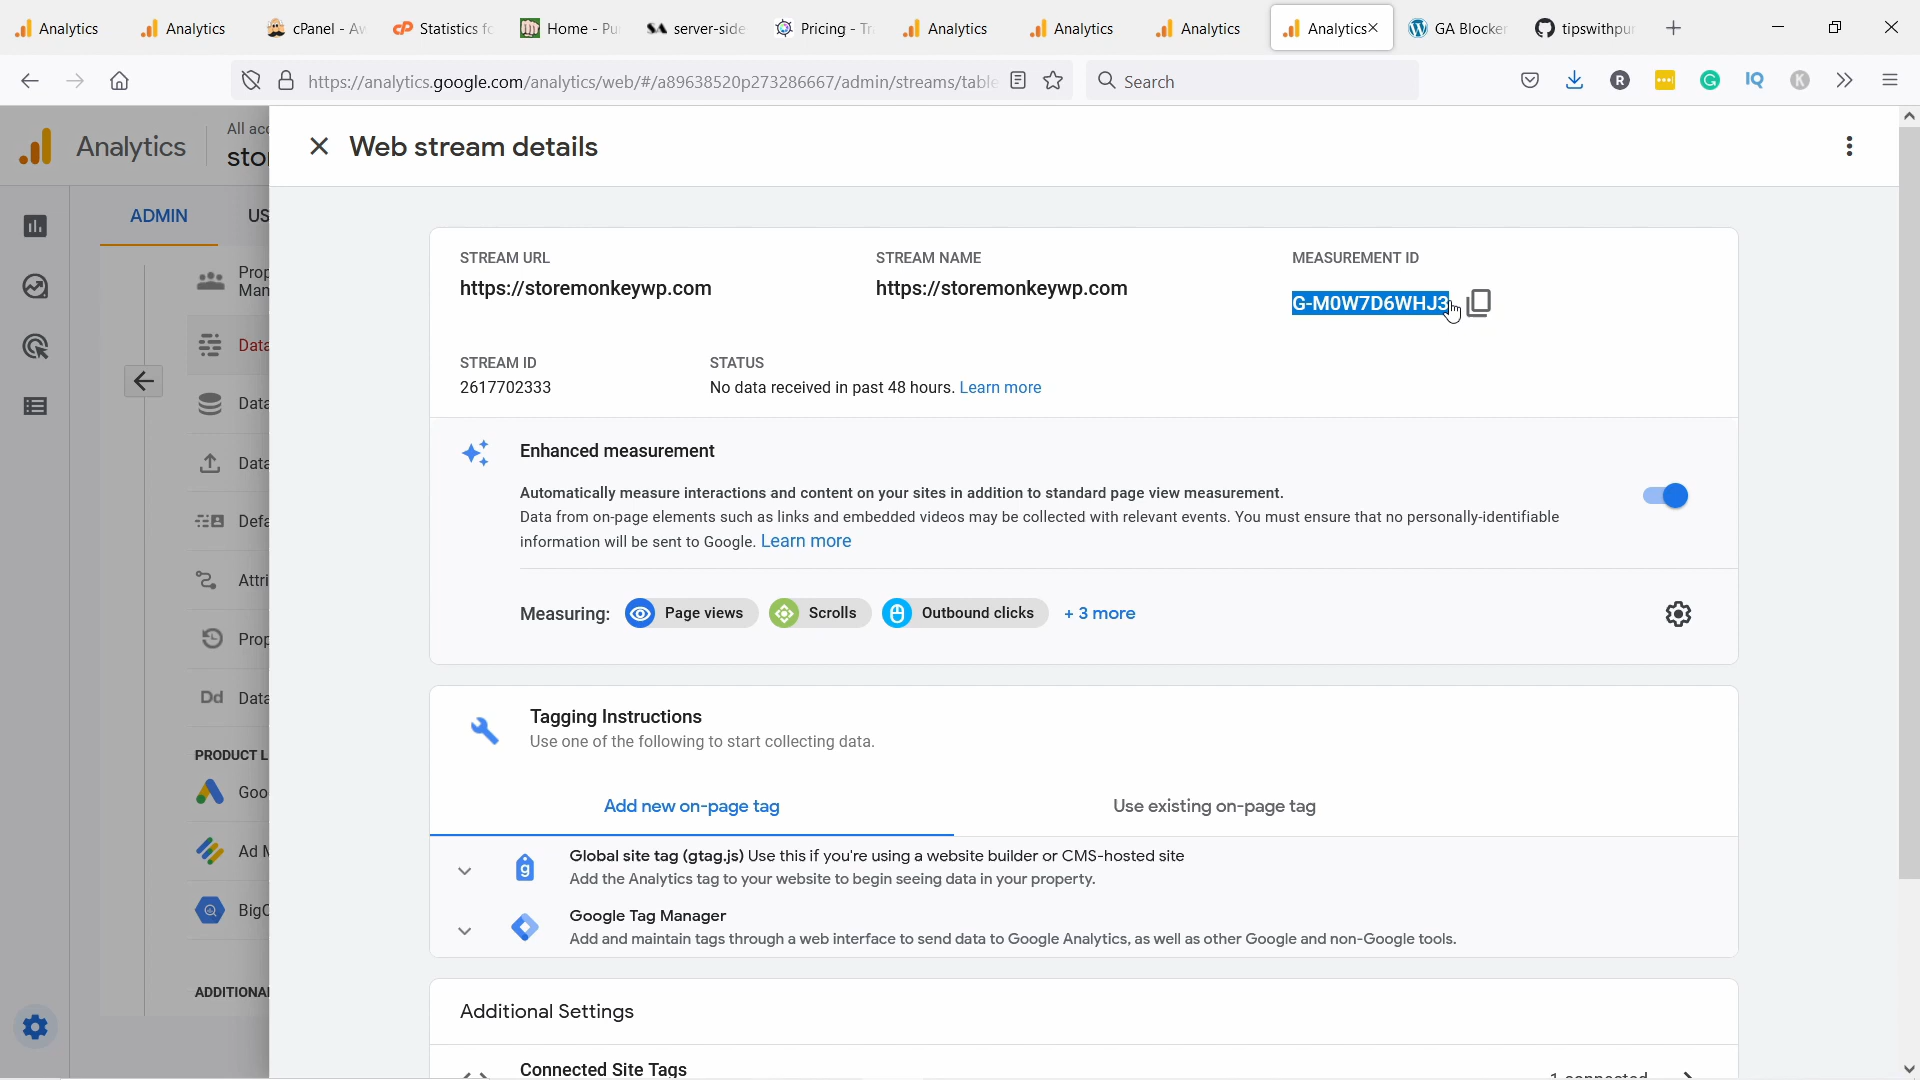 Analytics
Analytics
cPanel - Aw
Statistics fo
Home - Pu
server-side
Pricing - Tr
Analytics
Analytics
Analytics
Analytics
GA Blocker
tipswithpun
https://analytics.google.com/analytics/web/#/a89638520p273286667/admin/streams/table
Search
Analytics
All acc
stor
Web stream details
ADMIN
US
Prop
Man
Data
Data
Data
Defa
Attri
Prop
Dd Data
PRODUCT L
Goo
Ad M
BigQ
ADDITIONAL
STREAM URL
https://storemonkeywp.com
STREAM NAME
https://storemonkeywp.com
MEASUREMENT ID
G-M0W7D6WHJ3
STREAM ID
2617702333
STATUS
No data received in past 48 hours. Learn more
Enhanced measurement
Automatically measure interactions and content on your sites in addition to standard page view measurement.
Data from on-page elements such as links and embedded videos may be collected with relevant events. You must ensure that no personally-identifiable
information will be sent to Google. Learn more
Measuring:
Page views
Scrolls
Outbound clicks
+ 3 more
Tagging Instructions
Use one of the following to start collecting data.
Add new on-page tag
Use existing on-page tag
Global site tag (gtag.js) Use this if you're using a website builder or CMS-hosted site
Add the Analytics tag to your website to begin seeing data in your property.
Google Tag Manager
Add and maintain tags through a web interface to send data to Google Analytics, as well as other Google and non-Google tools.
Additional Settings
Connected Site Tags
1 connected